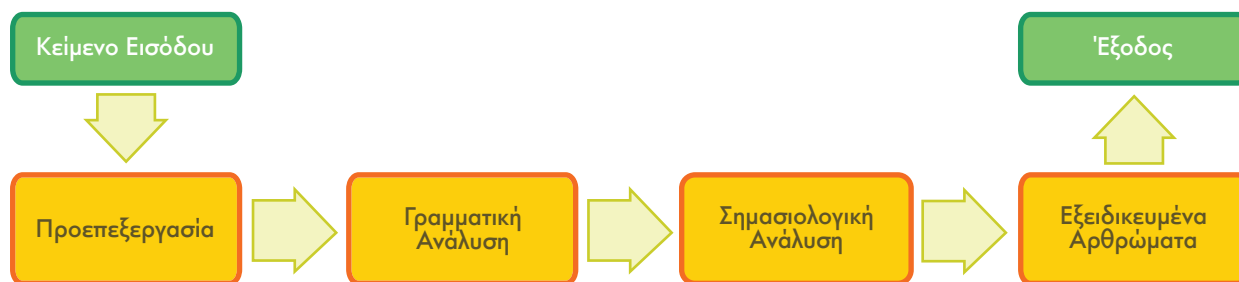 Κείμενο Εισόδου
Έξοδος
Προεπεξεργασία
Γραμματική
Ανάλυση
Σημασιολογική
Ανάλυση
Εξειδικευμένα
Αρθρώματα